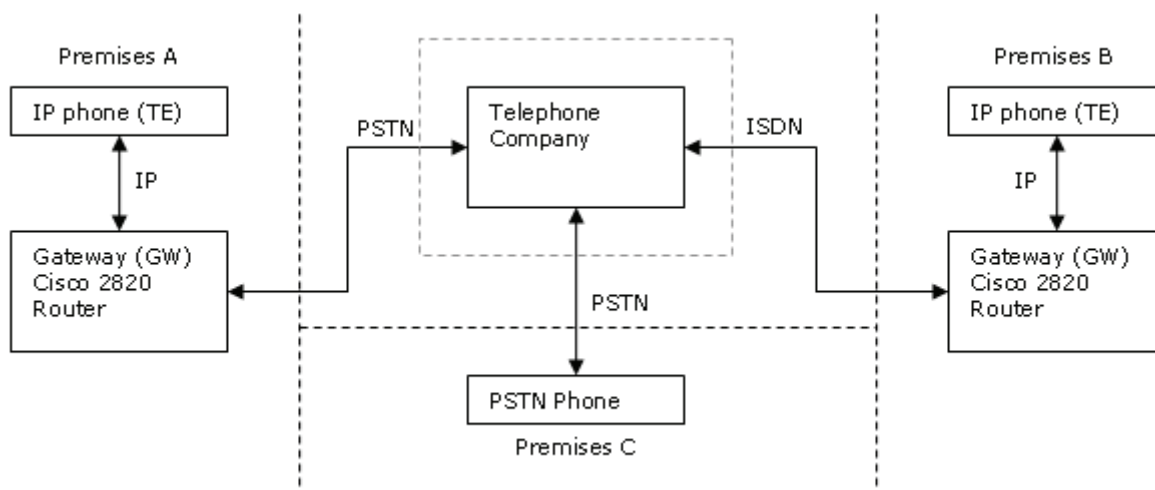 Premises A
IP phone (TE)
IP
Gateway (GW)
Cisco 2820
Router
PSTN
Telephone
Company
ISDN
PSTN
PSTN Phone
Premises C
Premises B
IP phone (TE)
IP
Gateway (GW)
Cisco 2820
Router